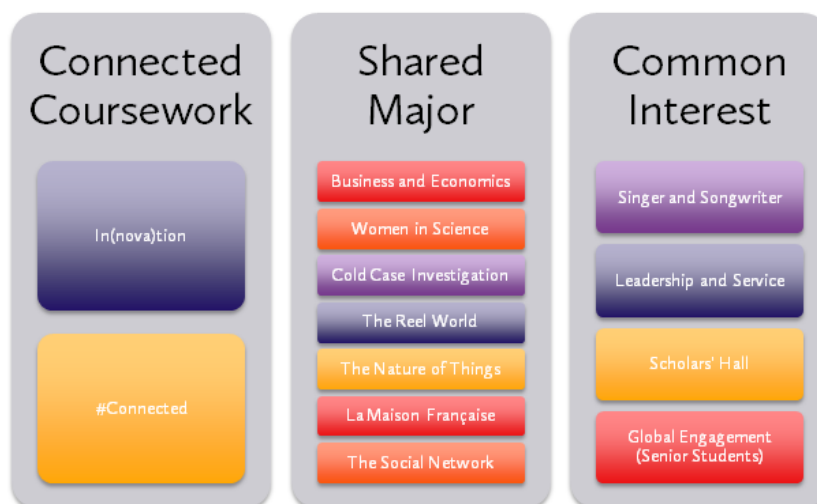 Connected
Coursework
In(nova)tion
#Connected
Shared
Major
Business and Economics
Women in Science
Cold Case Investigation
The Reel World
The Nature of Things
La Maison Française
The Social Network
Common
Interest
Singer and Songwriter
Leadership and Service
Scholars' Hall
Global Engagement
(Senior Students)